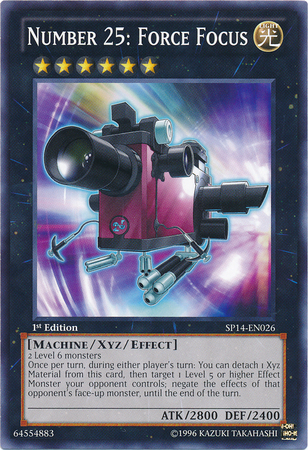 NUMBER 25: FORCE FOCUS
LIGHT
光
1st Edition
SP14-EN026
[MACHINE/XYZ/EFFECT]
2 Level 6 monsters
Once per turn, during either player's turn: You can detach 1 Xyz
Material from this card, then target 1 Level 5 or higher Effect
Monster your opponent controls; negate the effects of that
opponent's face-up monster, until the end of the turn.
ATK/2800 DEF/2400
64554883
©1996 KAZUKI TAKAHASHI